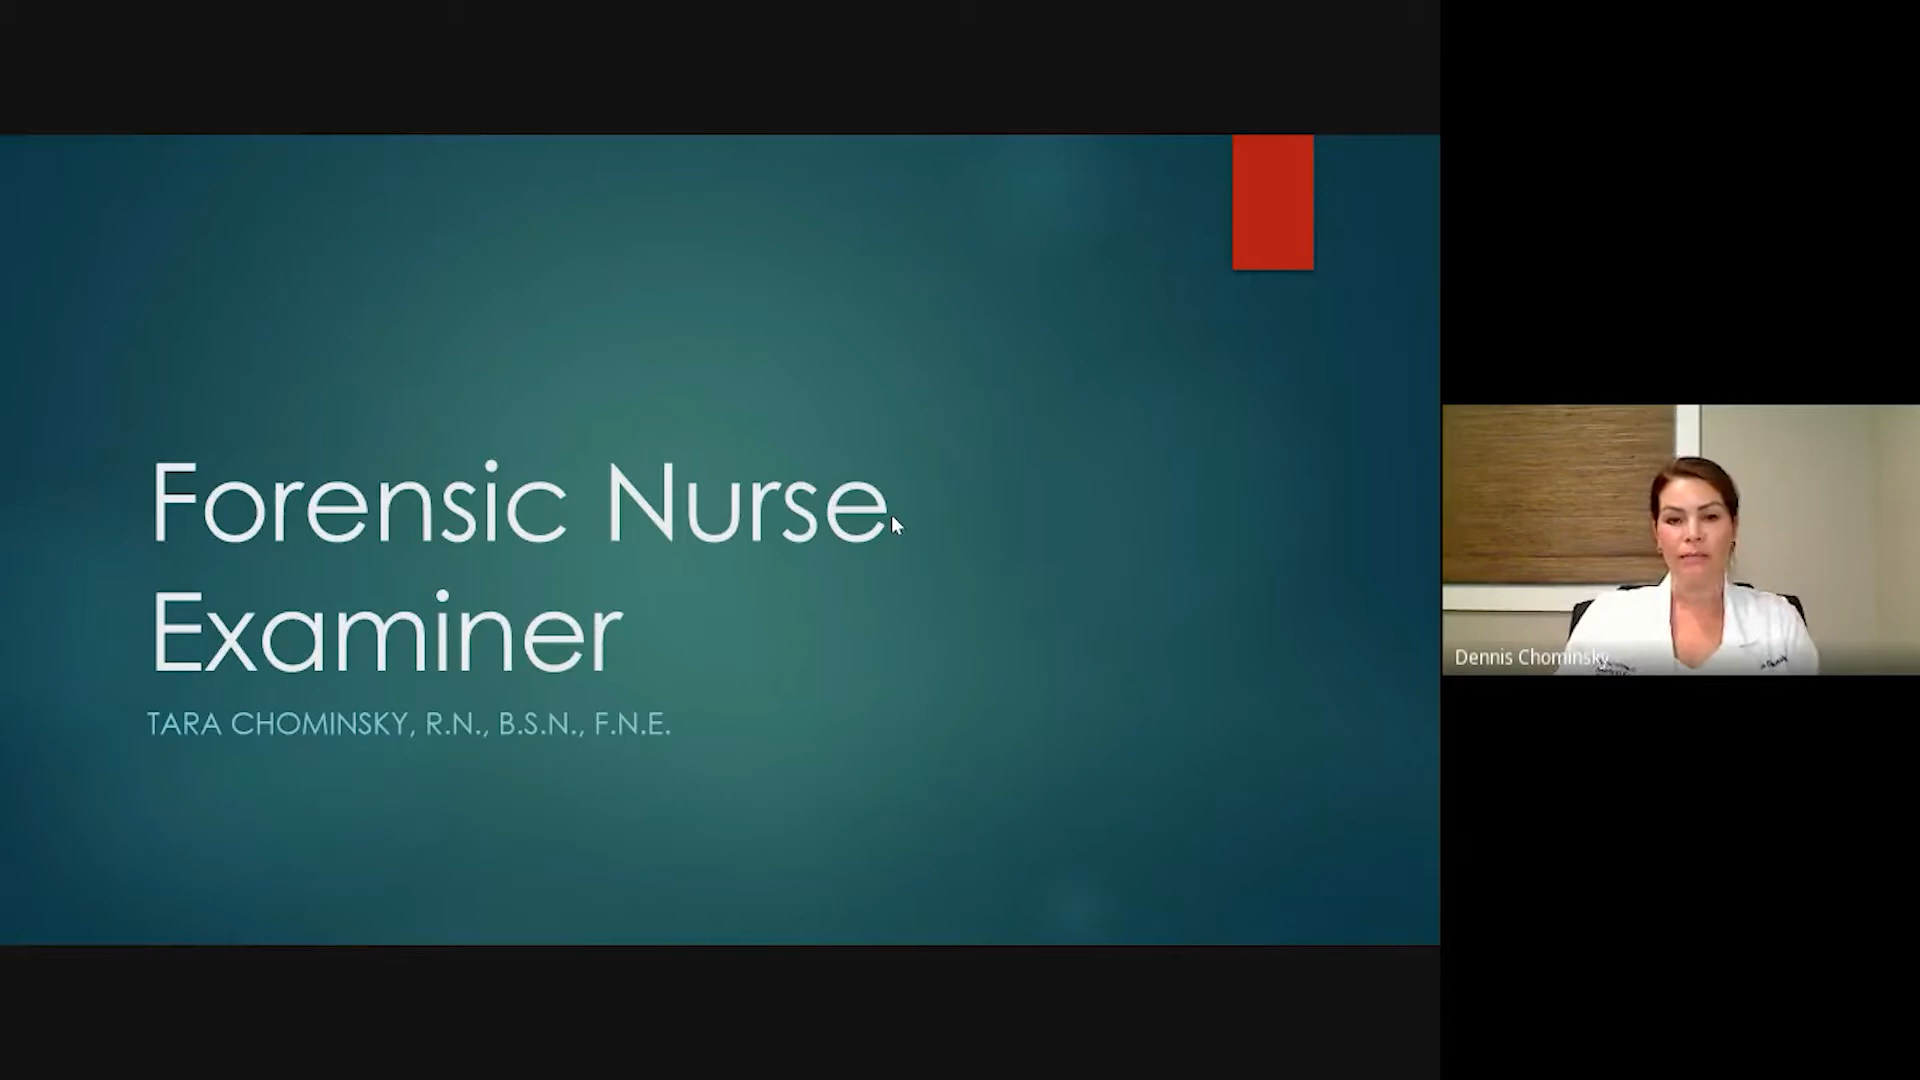 Forensic Nurse
Examiner
TARA CHOMINSKY, R.N., B.S.N., F.N.E.
Dennis Chominsky